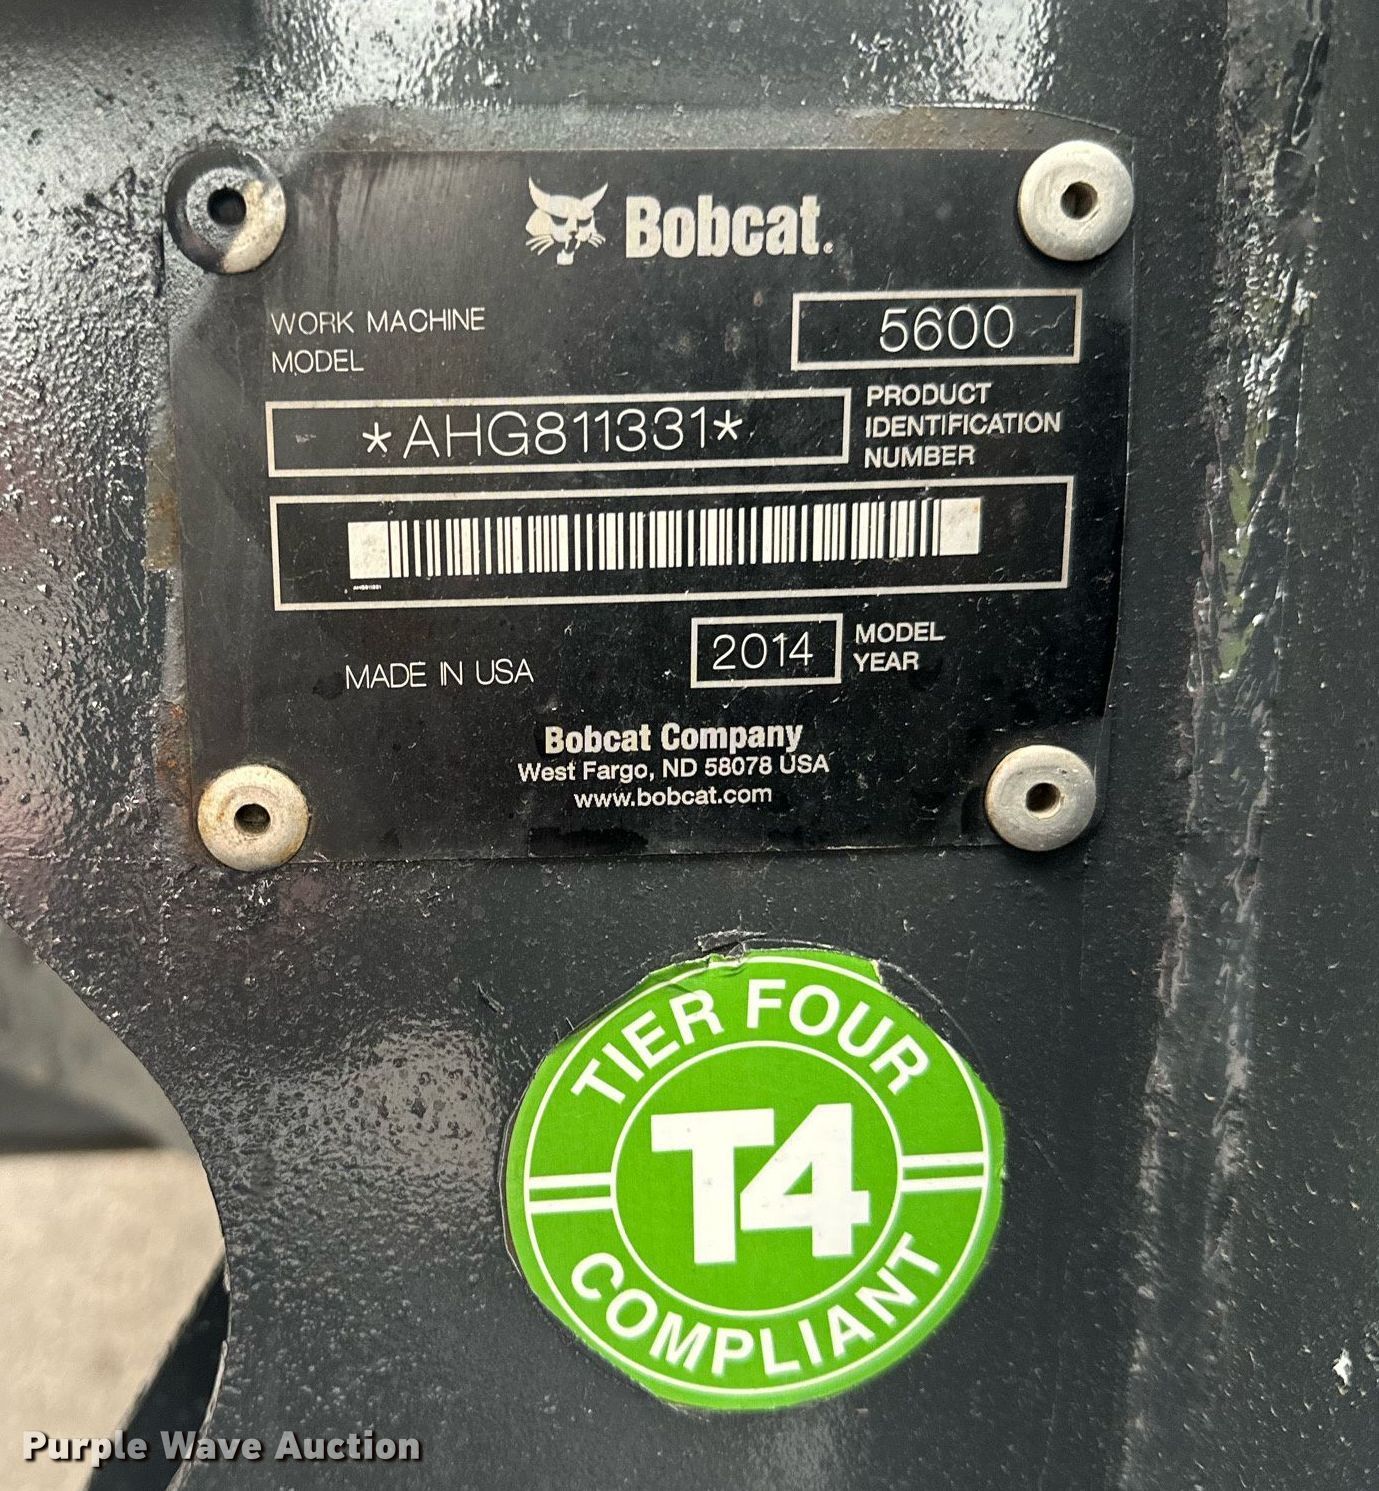 Bobcat.
WORK MACHINE
MODEL
5600
*AHG811331*
PRODUCT
IDENTIFICATION
NUMBER
AHG811331
MADE IN USA
2014
MODEL
YEAR
Bobcat Company
West Fargo, ND 58078 USA
www.bobcat.com
TIER FOUR
T4
COMPLIANT
Purple Wave Auction